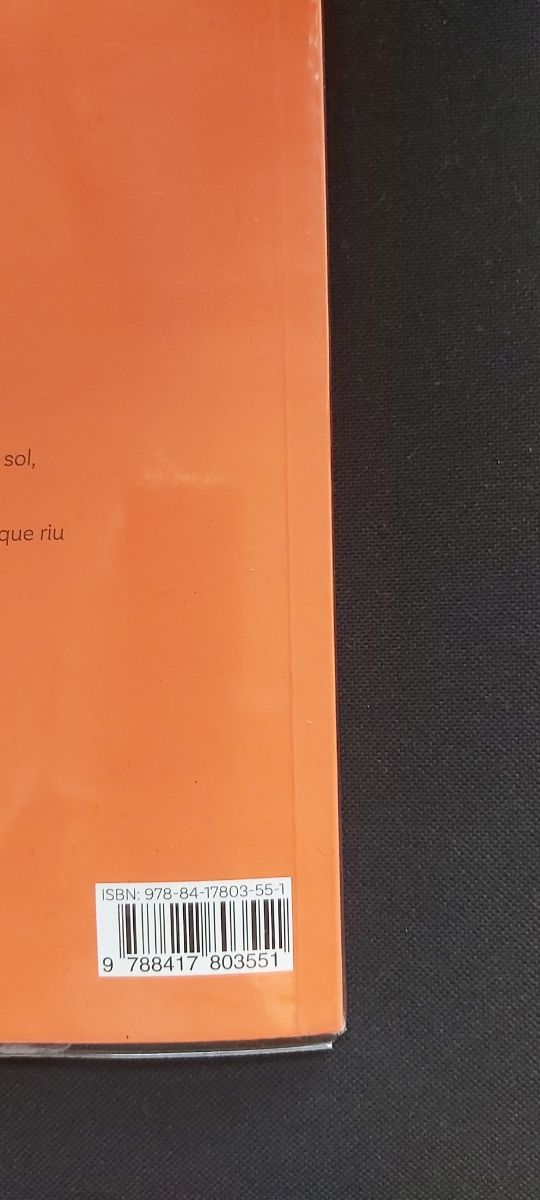 sol,
que riu
ISBN: 978-84-17803-55-1
9 788417 803551